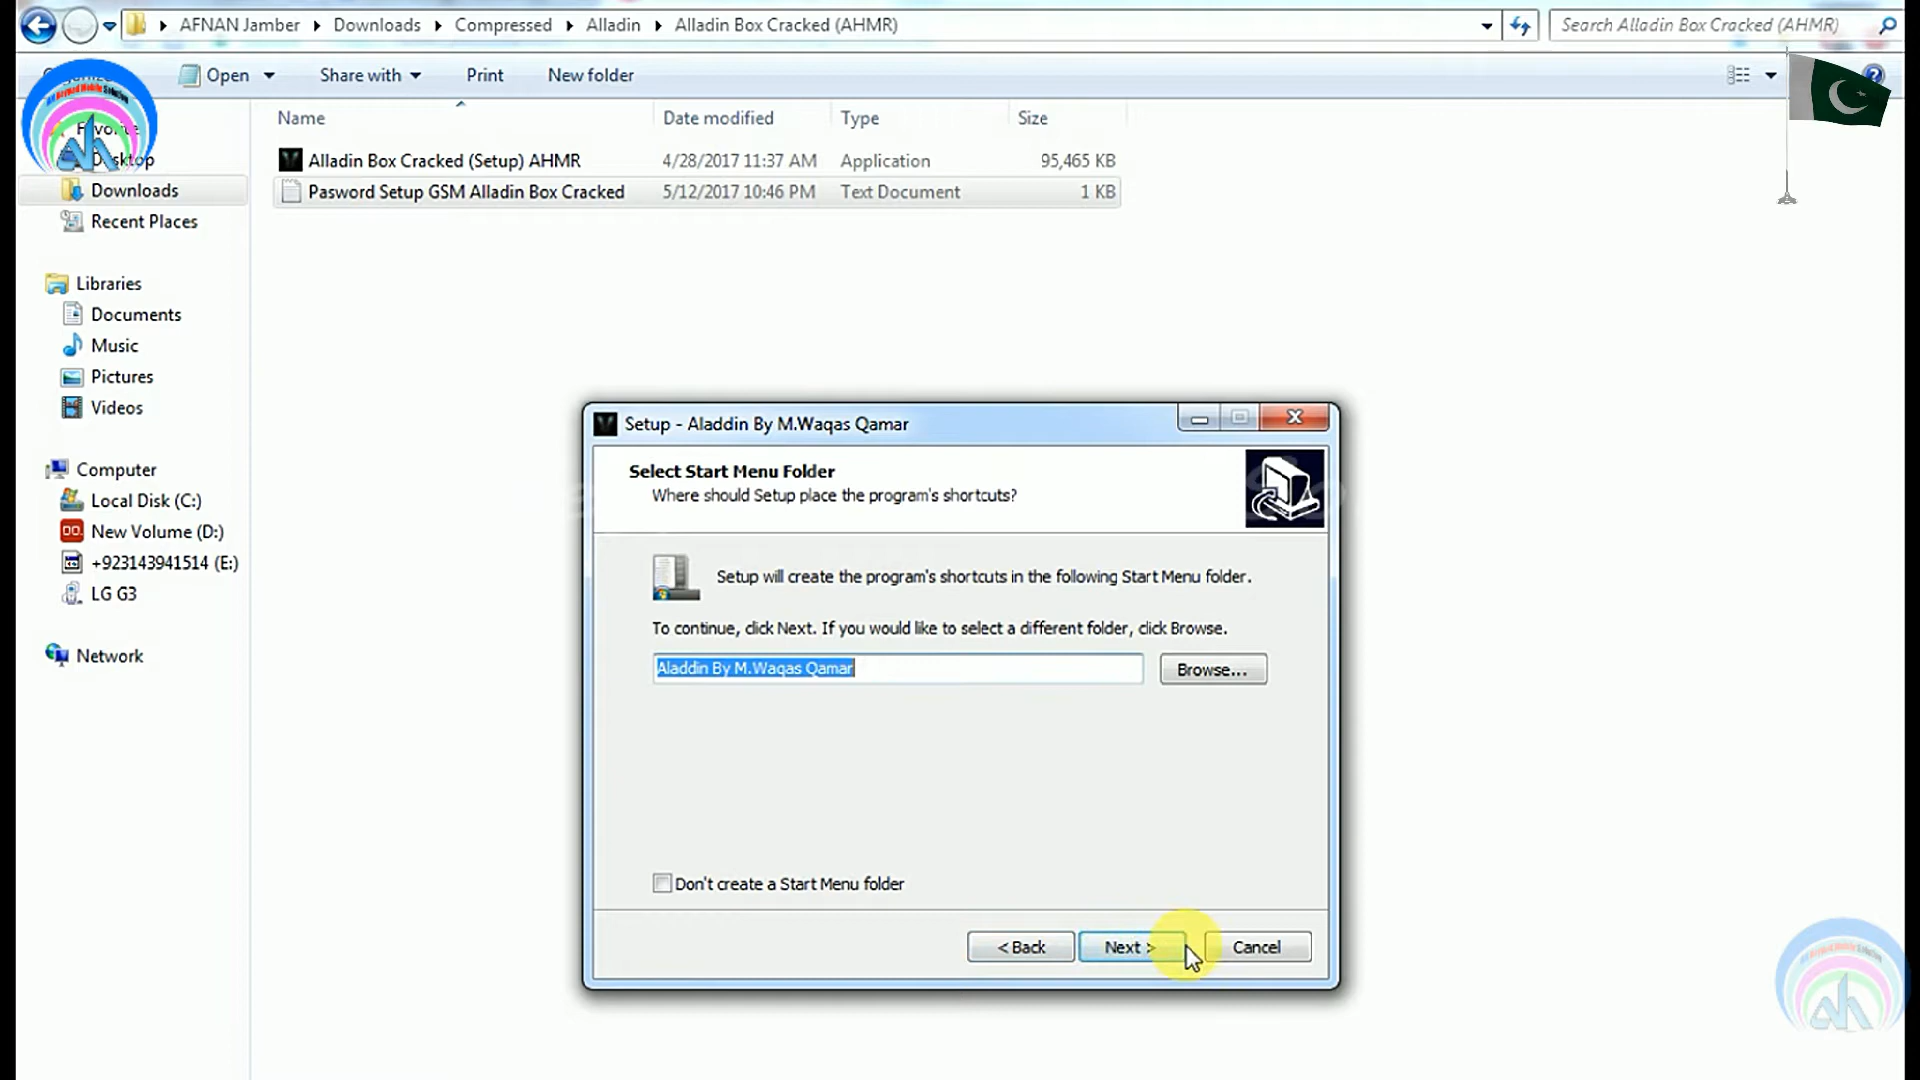 AFNAN Jamber Downloads Compressed Alladin Alladin Box Cracked (AHMR)
Search Alladin Box Cracked (AHMR)
Open Share with Print New folder
Name Date modified Type Size
Alladin Box Cracked (Setup) AHMR 4/28/2017 11:37 AM Application 95,465 KB
Pasword Setup GSM Alladin Box Cracked 5/12/2017 10:46 PM Text Document 1 KB
Desktop
Downloads
Recent Places
Libraries
Documents
Music
Pictures
Videos
Computer
Local Disk (C:)
New Volume (D:)
+923143941514 (E:)
LG G3
Network
Setup - Aladdin By M.Waqas Qamar
Select Start Menu Folder
Where should Setup place the program's shortcuts?
Setup will create the program's shortcuts in the following Start Menu folder.
To continue, click Next. If you would like to select a different folder, click Browse.
Aladdin By M.Waqas Qamar
Browse...
Don't create a Start Menu folder
< Back Next > Cancel